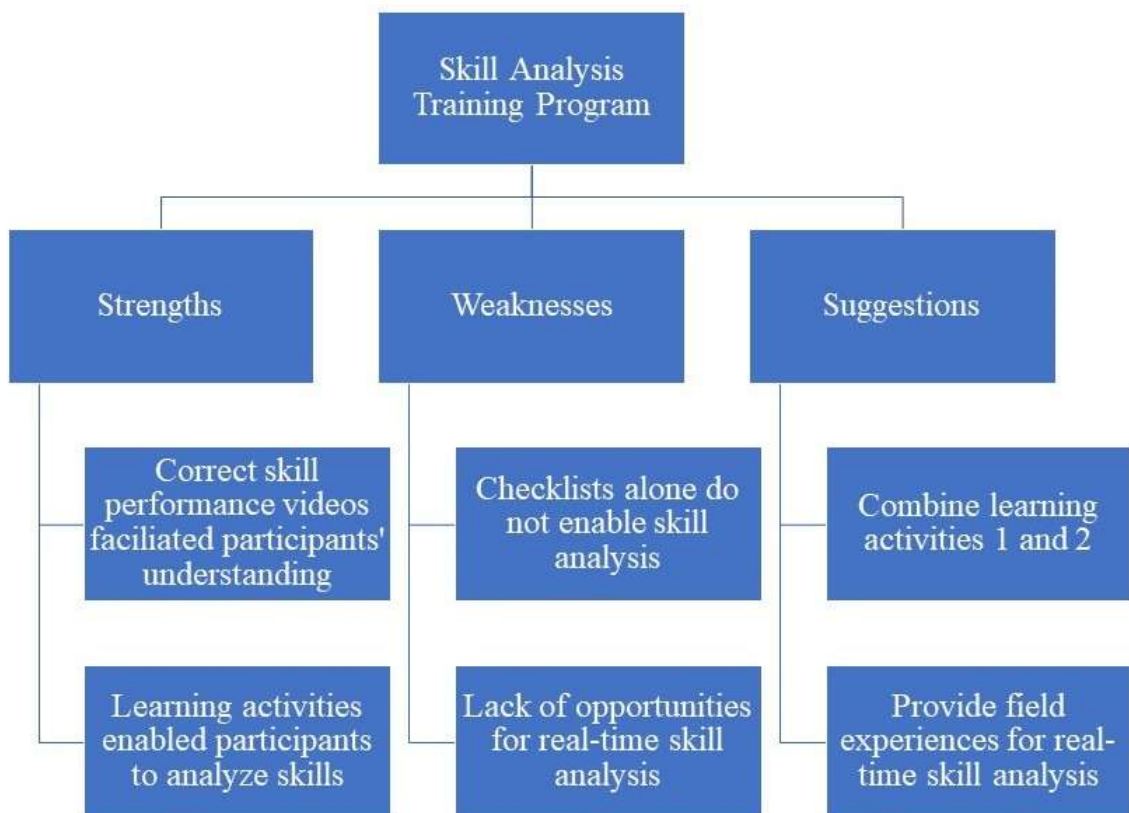 Skill Analysis
Training Program
Strengths
Weaknesses
Suggestions
Correct skill
performance videos
faciliated participants'
understanding
Checklists alone do
not enable skill
analysis
Combine learning
activities 1 and 2
Learning activities
enabled participants
to analyze skills
Lack of opportunities
for real-time skill
analysis
Provide field
experiences for real-
time skill analysis